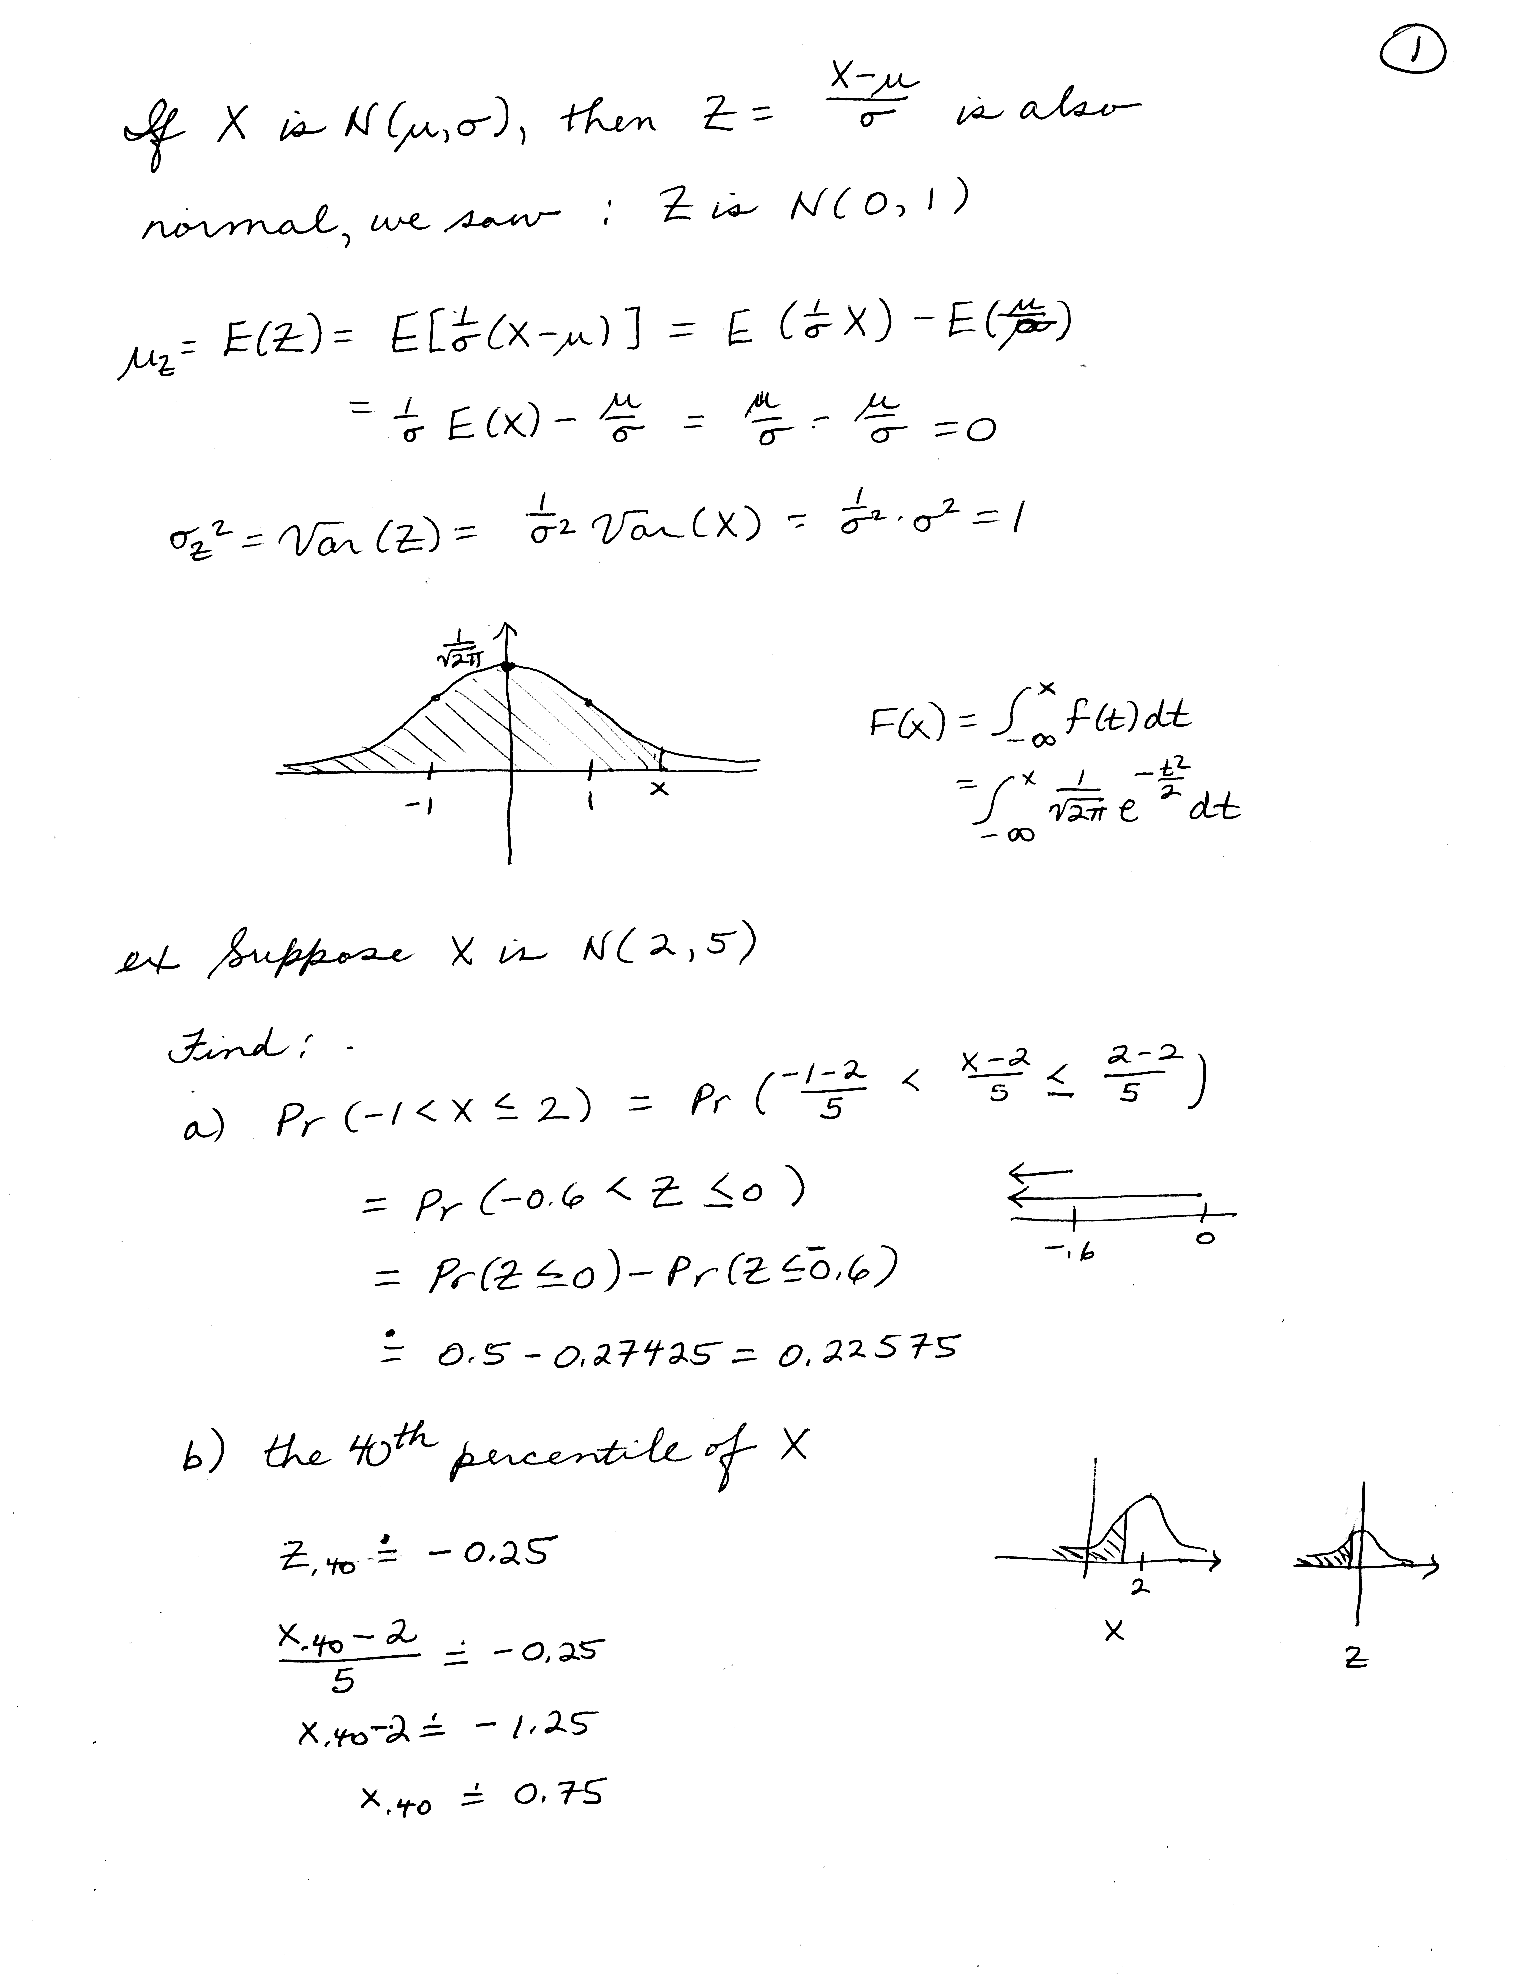 ①
If X is N(μ,σ), then Z = (X-μ)/σ is also
normal, we saw : Z is N(0,1)
μ_Z = E(Z) = E[1/σ(X-μ)] = E(1/σ X) - E(μ/σ)
= 1/σ E(X) - μ/σ = μ/σ - μ/σ = 0
σ_Z² = Var(Z) = 1/σ² Var(X) = 1/σ² · σ² = 1
1/√2π
-1 1 x
F(x) = ∫_{-∞}^{x} f(t)dt
= ∫_{-∞}^{x} 1/√2π e^{-t²/2} dt
ex Suppose X is N(2,5)
Find :
a) Pr(-1<X≤2) = Pr((-1-2)/5 < (X-2)/5 ≤ (2-2)/5)
= Pr(-0.6 < Z ≤ 0)
-.6 0
= Pr(Z≤0) - Pr(Z≤-0.6)
≐ 0.5 - 0.27425 = 0.22575
b) the 40th percentile of X
Z.40 ≐ -0.25
2
X
Z
(X.40 - 2)/5 ≐ -0.25
X.40 - 2 ≐ -1.25
X.40 ≐ 0.75